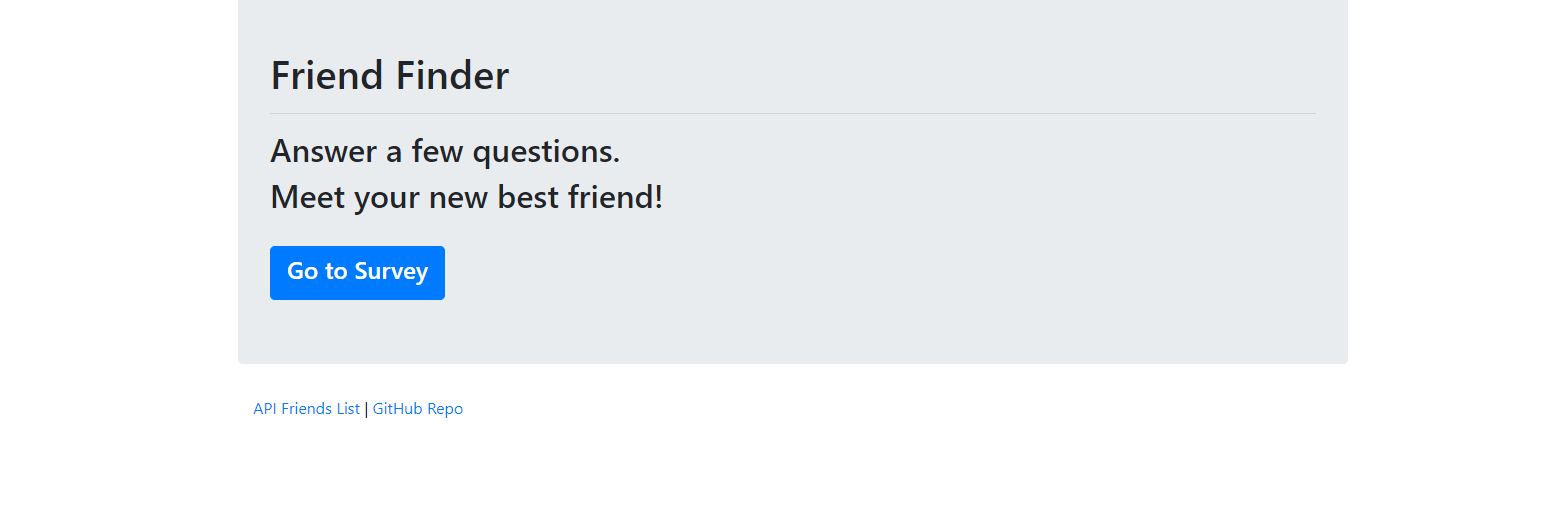 Friend Finder
Answer a few questions.
Meet your new best friend!
Go to Survey
API Friends List | GitHub Repo